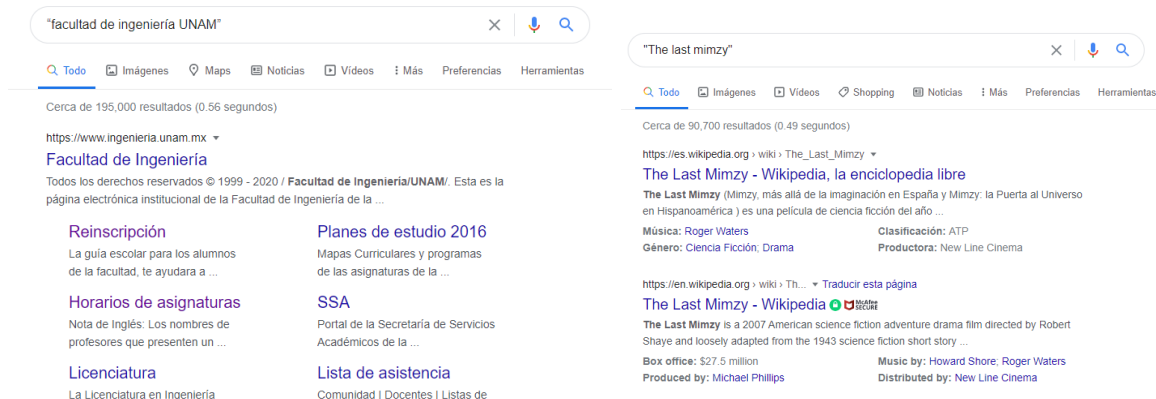 “facultad de ingeniería UNAM”
Todo Imágenes Maps Noticias Vídeos Más Preferencias Herramientas
Cerca de 195,000 resultados (0.56 segundos)
https://www.ingenieria.unam.mx
Facultad de Ingeniería
Todos los derechos reservados © 1999 - 2020 / Facultad de Ingeniería/UNAM/. Esta es la
página electrónica institucional de la Facultad de Ingeniería de la ...
Reinscripción
La guía escolar para los alumnos
de la facultad, te ayudara a ...
Planes de estudio 2016
Mapas Curriculares y programas
de las asignaturas de la ...
Horarios de asignaturas
Nota de Inglés: Los nombres de
profesores que presenten un ...
SSA
Portal de la Secretaría de Servicios
Académicos de la ...
Licenciatura
La Licenciatura en Ingeniería
Lista de asistencia
Comunidad | Docentes | Listas de
"The last mimzy"
Todo Imágenes Vídeos Shopping Noticias Más Preferencias Herramientas
Cerca de 90,700 resultados (0.49 segundos)
https://es.wikipedia.org › wiki › The_Last_Mimzy
The Last Mimzy - Wikipedia, la enciclopedia libre
The Last Mimzy (Mimzy, más allá de la imaginación en España y Mimzy: la Puerta al Universo
en Hispanoamérica ) es una película de ciencia ficción del año ...
Música: Roger Waters
Clasificación: ATP
Género: Ciencia Ficción; Drama
Productora: New Line Cinema
https://en.wikipedia.org › wiki › Th... Traducir esta página
The Last Mimzy - Wikipedia McAfee SECURE
The Last Mimzy is a 2007 American science fiction adventure drama film directed by Robert
Shaye and loosely adapted from the 1943 science fiction short story ...
Box office: $27.5 million
Music by: Howard Shore; Roger Waters
Produced by: Michael Phillips
Distributed by: New Line Cinema